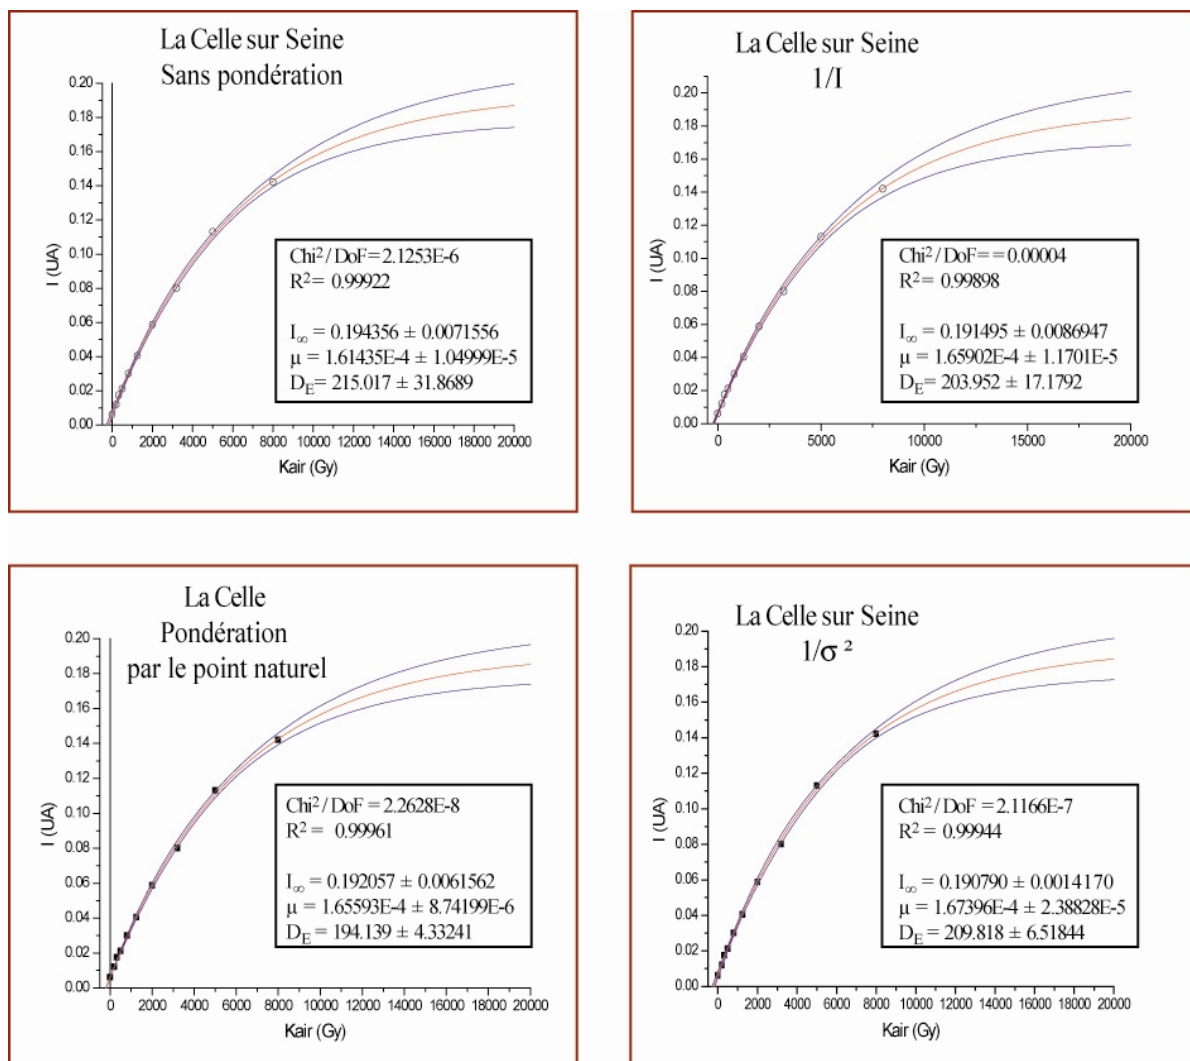 La Celle sur Seine
Sans pondération
0.20
0.18
0.16
0.14
0.12
0.10
0.08
0.06
0.04
0.02
0.00
I (UA)
Chi²/DoF=2.1253E-6
R²= 0.99922
I∞ = 0.194356 ± 0.0071556
μ = 1.61435E-4 ± 1.04999E-5
DE = 215.017 ± 31.8689
0 2000 4000 6000 8000 10000 12000 14000 16000 18000 20000
Kair (Gy)
La Celle sur Seine
1/I
0.20
0.18
0.16
0.14
0.12
0.10
0.08
0.06
0.04
0.02
0.00
I (UA)
Chi²/DoF==0.00004
R²= 0.99898
I∞ = 0.191495 ± 0.0086947
μ = 1.65902E-4 ± 1.1701E-5
DE = 203.952 ± 17.1792
0 5000 10000 15000 20000
Kair (Gy)
La Celle
Pondération
par le point naturel
0.20
0.18
0.16
0.14
0.12
0.10
0.08
0.06
0.04
0.02
0.00
I (UA)
Chi²/DoF = 2.2628E-8
R² = 0.99961
I∞ = 0.192057 ± 0.0061562
μ = 1.65593E-4 ± 8.74199E-6
DE = 194.139 ± 4.33241
0 2000 4000 6000 8000 10000 12000 14000 16000 18000 20000
Kair (Gy)
La Celle sur Seine
1/σ ²
0.20
0.18
0.16
0.14
0.12
0.10
0.08
0.06
0.04
0.02
0.00
I (UA)
Chi²/DoF = 2.1166E-7
R² = 0.99944
I∞ = 0.190790 ± 0.0014170
μ = 1.67396E-4 ± 2.38828E-5
DE = 209.818 ± 6.51844
0 2000 4000 6000 8000 10000 12000 14000 16000 18000 20000
Kair (Gy)